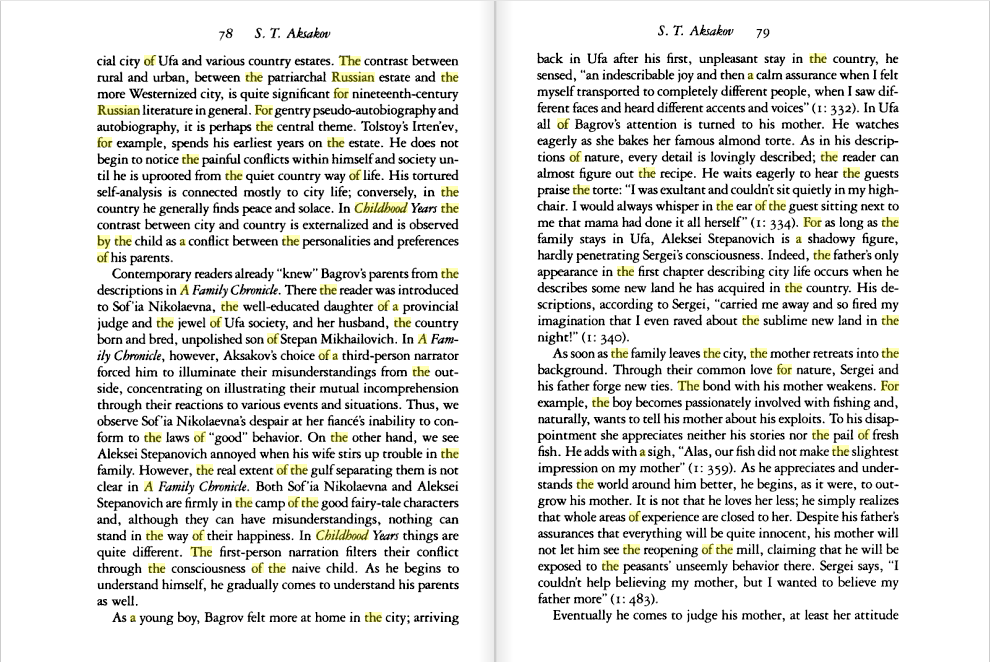 78 S. T. Aksakov
cial city of Ufa and various country estates. The contrast between
rural and urban, between the patriarchal Russian estate and the
more Westernized city, is quite significant for nineteenth-century
Russian literature in general. For gentry pseudo-autobiography and
autobiography, it is perhaps the central theme. Tolstoy's Irten'ev,
for example, spends his earliest years on the estate. He does not
begin to notice the painful conflicts within himself and society un-
til he is uprooted from the quiet country way of life. His tortured
self-analysis is connected mostly to city life; conversely, in the
country he generally finds peace and solace. In Childhood Years the
contrast between city and country is externalized and is observed
by the child as a conflict between the personalities and preferences
of his parents.
Contemporary readers already “knew” Bagrov's parents from the
descriptions in A Family Chronicle. There the reader was introduced
to Sof'ia Nikolaevna, the well-educated daughter of a provincial
judge and the jewel of Ufa society, and her husband, the country
born and bred, unpolished son of Stepan Mikhailovich. In A Fam-
ily Chronicle, however, Aksakov's choice of a third-person narrator
forced him to illuminate their misunderstandings from the out-
side, concentrating on illustrating their mutual incomprehension
through their reactions to various events and situations. Thus, we
observe Sof'ia Nikolaevna's despair at her fiancé's inability to con-
form to the laws of “good” behavior. On the other hand, we see
Aleksei Stepanovich annoyed when his wife stirs up trouble in the
family. However, the real extent of the gulf separating them is not
clear in A Family Chronicle. Both Sof'ia Nikolaevna and Aleksei
Stepanovich are firmly in the camp of the good fairy-tale characters
and, although they can have misunderstandings, nothing can
stand in the way of their happiness. In Childhood Years things are
quite different. The first-person narration filters their conflict
through the consciousness of the naive child. As he begins to
understand himself, he gradually comes to understand his parents
as well.
As a young boy, Bagrov felt more at home in the city; arriving
S. T. Aksakov 79
back in Ufa after his first, unpleasant stay in the country, he
sensed, “an indescribable joy and then a calm assurance when I felt
myself transported to completely different people, when I saw dif-
ferent faces and heard different accents and voices” (1: 332). In Ufa
all of Bagrov's attention is turned to his mother. He watches
eagerly as she bakes her famous almond torte. As in his descrip-
tions of nature, every detail is lovingly described; the reader can
almost figure out the recipe. He waits eagerly to hear the guests
praise the torte: “I was exultant and couldn't sit quietly in my high-
chair. I would always whisper in the ear of the guest sitting next to
me that mama had done it all herself” (1: 334). For as long as the
family stays in Ufa, Aleksei Stepanovich is a shadowy figure,
hardly penetrating Sergei's consciousness. Indeed, the father's only
appearance in the first chapter describing city life occurs when he
describes some new land he has acquired in the country. His de-
scriptions, according to Sergei, “carried me away and so fired my
imagination that I even raved about the sublime new land in the
night!” (1: 340).
As soon as the family leaves the city, the mother retreats into the
background. Through their common love for nature, Sergei and
his father forge new ties. The bond with his mother weakens. For
example, the boy becomes passionately involved with fishing and,
naturally, wants to tell his mother about his exploits. To his disap-
pointment she appreciates neither his stories nor the pail of fresh
fish. He adds with a sigh, “Alas, our fish did not make the slightest
impression on my mother” (1: 359). As he appreciates and under-
stands the world around him better, he begins, as it were, to out-
grow his mother. It is not that he loves her less; he simply realizes
that whole areas of experience are closed to her. Despite his father's
assurances that everything will be quite innocent, his mother will
not let him see the reopening of the mill, claiming that he will be
exposed to the peasants' unseemly behavior there. Sergei says, “I
couldn't help believing my mother, but I wanted to believe my
father more” (1: 483).
Eventually he comes to judge his mother, at least her attitude